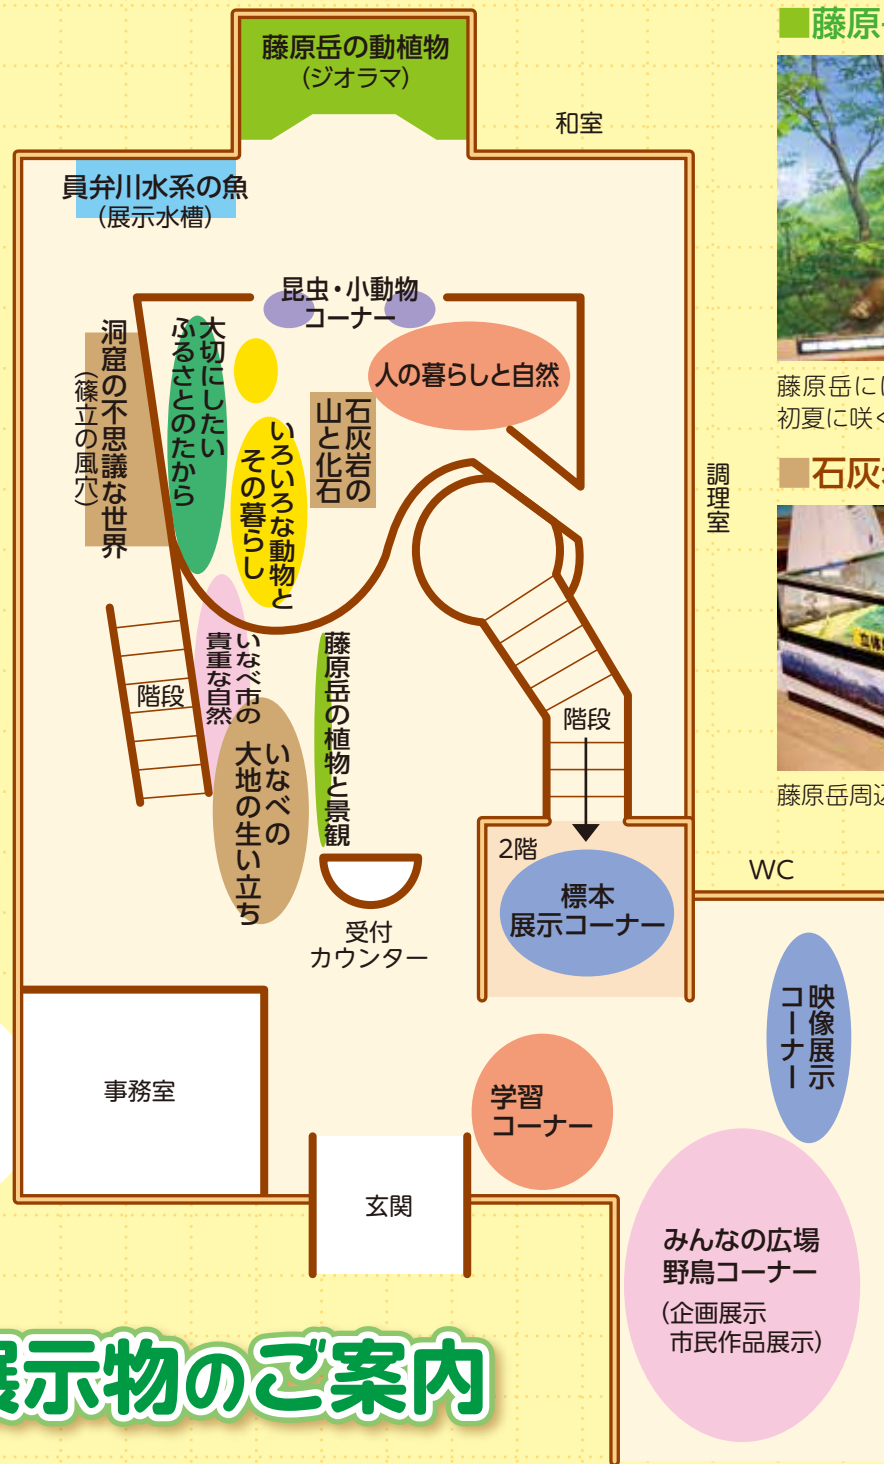 藤原岳の動植物
(ジオラマ)
■藤原
和室
員弁川水系の魚
(展示水槽)
藤原岳に
初夏に咲く
昆虫・小動物
コーナー
人の暮らしと自然
大切にしたい
ふるさとのたから
洞窟の不思議な世界
(篠立の風穴)
石灰岩の
山と化石
いろいろな動物と
その暮らし
調理室
■石灰
立体
藤原岳周辺
いなべ市の
貴重な自然
藤原岳の植物と景観
階段
階段
いなべの
大地の生い立ち
2階
標本
展示コーナー
WC
受付
カウンター
映像展示
コーナー
事務室
学習
コーナー
玄関
みんなの広場
野鳥コーナー
(企画展示
市民作品展示)
展示物のご案内